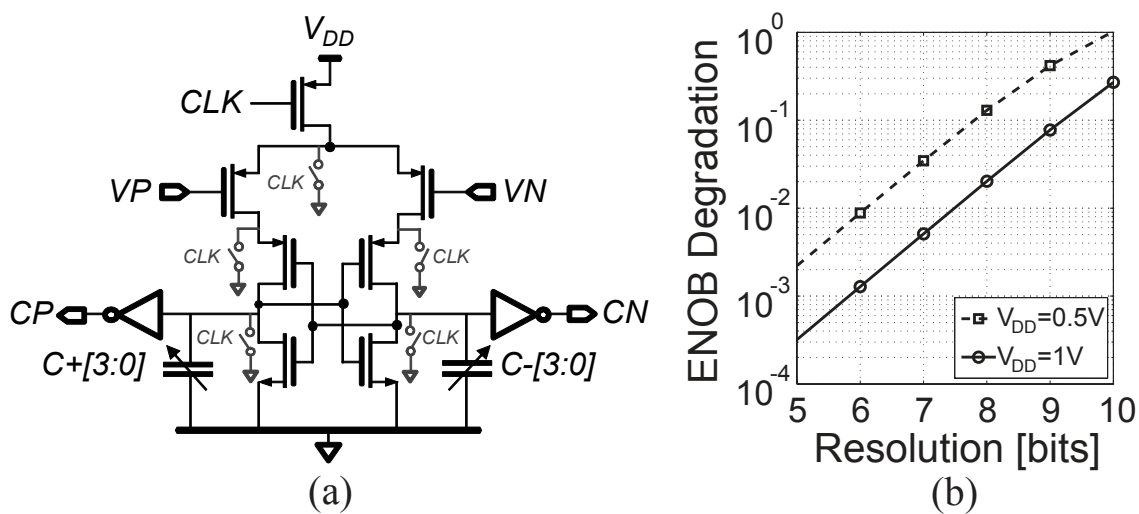 V_DD
CLK
CLK
VP
VN
CLK
CLK
CP
CN
CLK
CLK
C+[3:0]
C-[3:0]
(a)
ENOB Degradation
10^0
10^-1
10^-2
10^-3
10^-4
V_DD=0.5V
V_DD=1V
5 6 7 8 9 10
Resolution [bits]
(b)